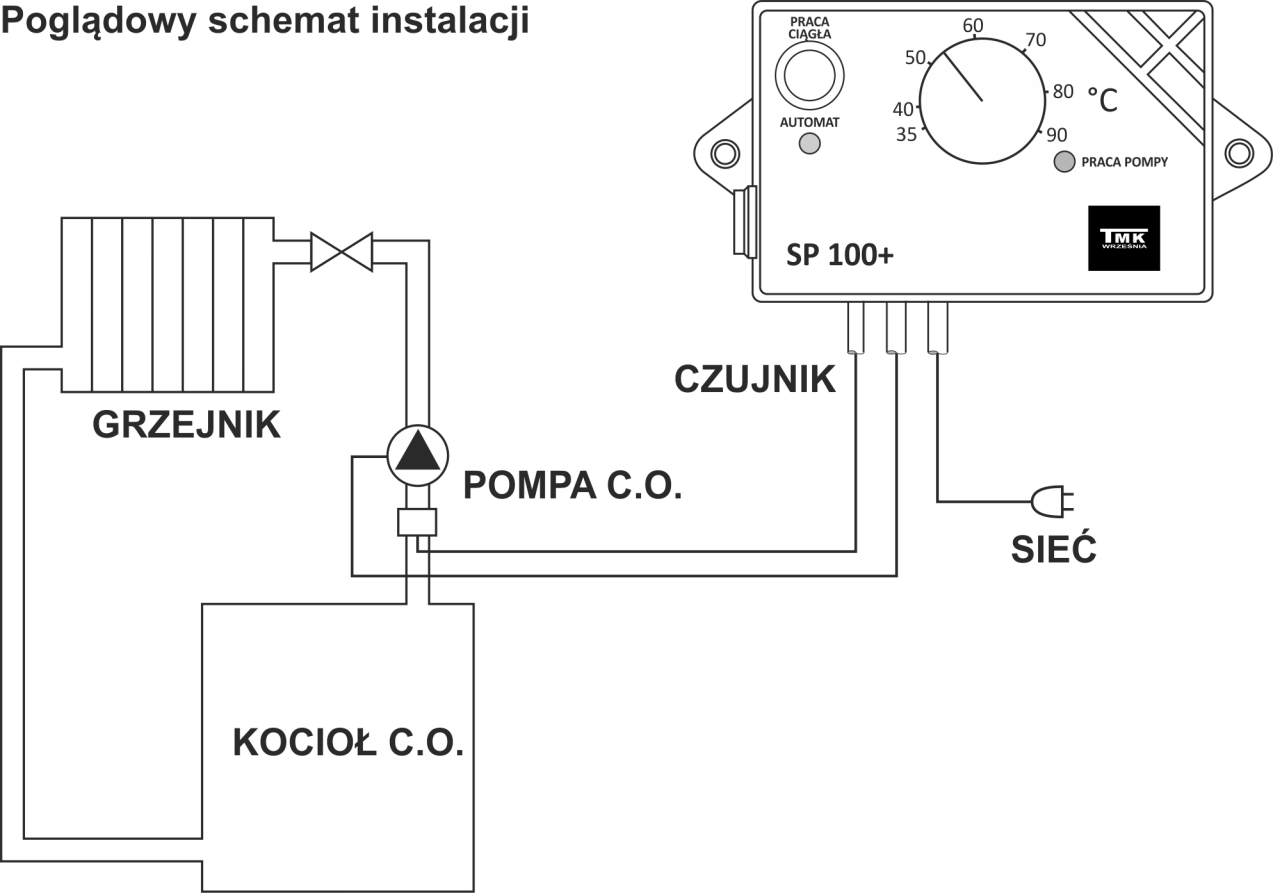 Poglądowy schemat instalacji
PRACA
CIĄGŁA
AUTOMAT
35
40
50
60
70
80
90
°C
PRACA POMPY
SP 100+
TMK
WRZEŚNIA
CZUJNIK
GRZEJNIK
POMPA C.O.
SIEĆ
KOCIOŁ C.O.